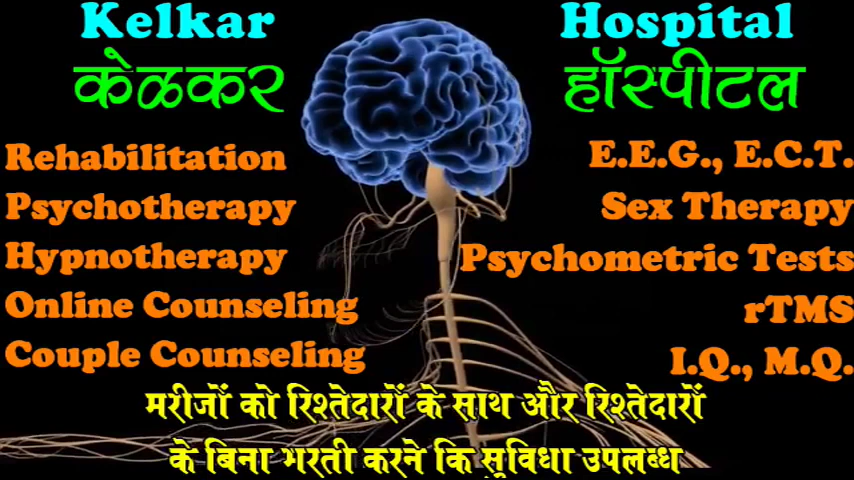 Kelkar Hospital
केळकर हॉस्पीटल
Rehabilitation
Psychotherapy
Hypnotherapy
Online Counseling
Couple Counseling
E.E.G., E.C.T.
Sex Therapy
Psychometric Tests
rTMS
I.Q., M.Q.
मरीजों को रिश्तेदारों के साथ और रिश्तेदारों
के बिना भरती करने कि सुविधा उपलब्ध